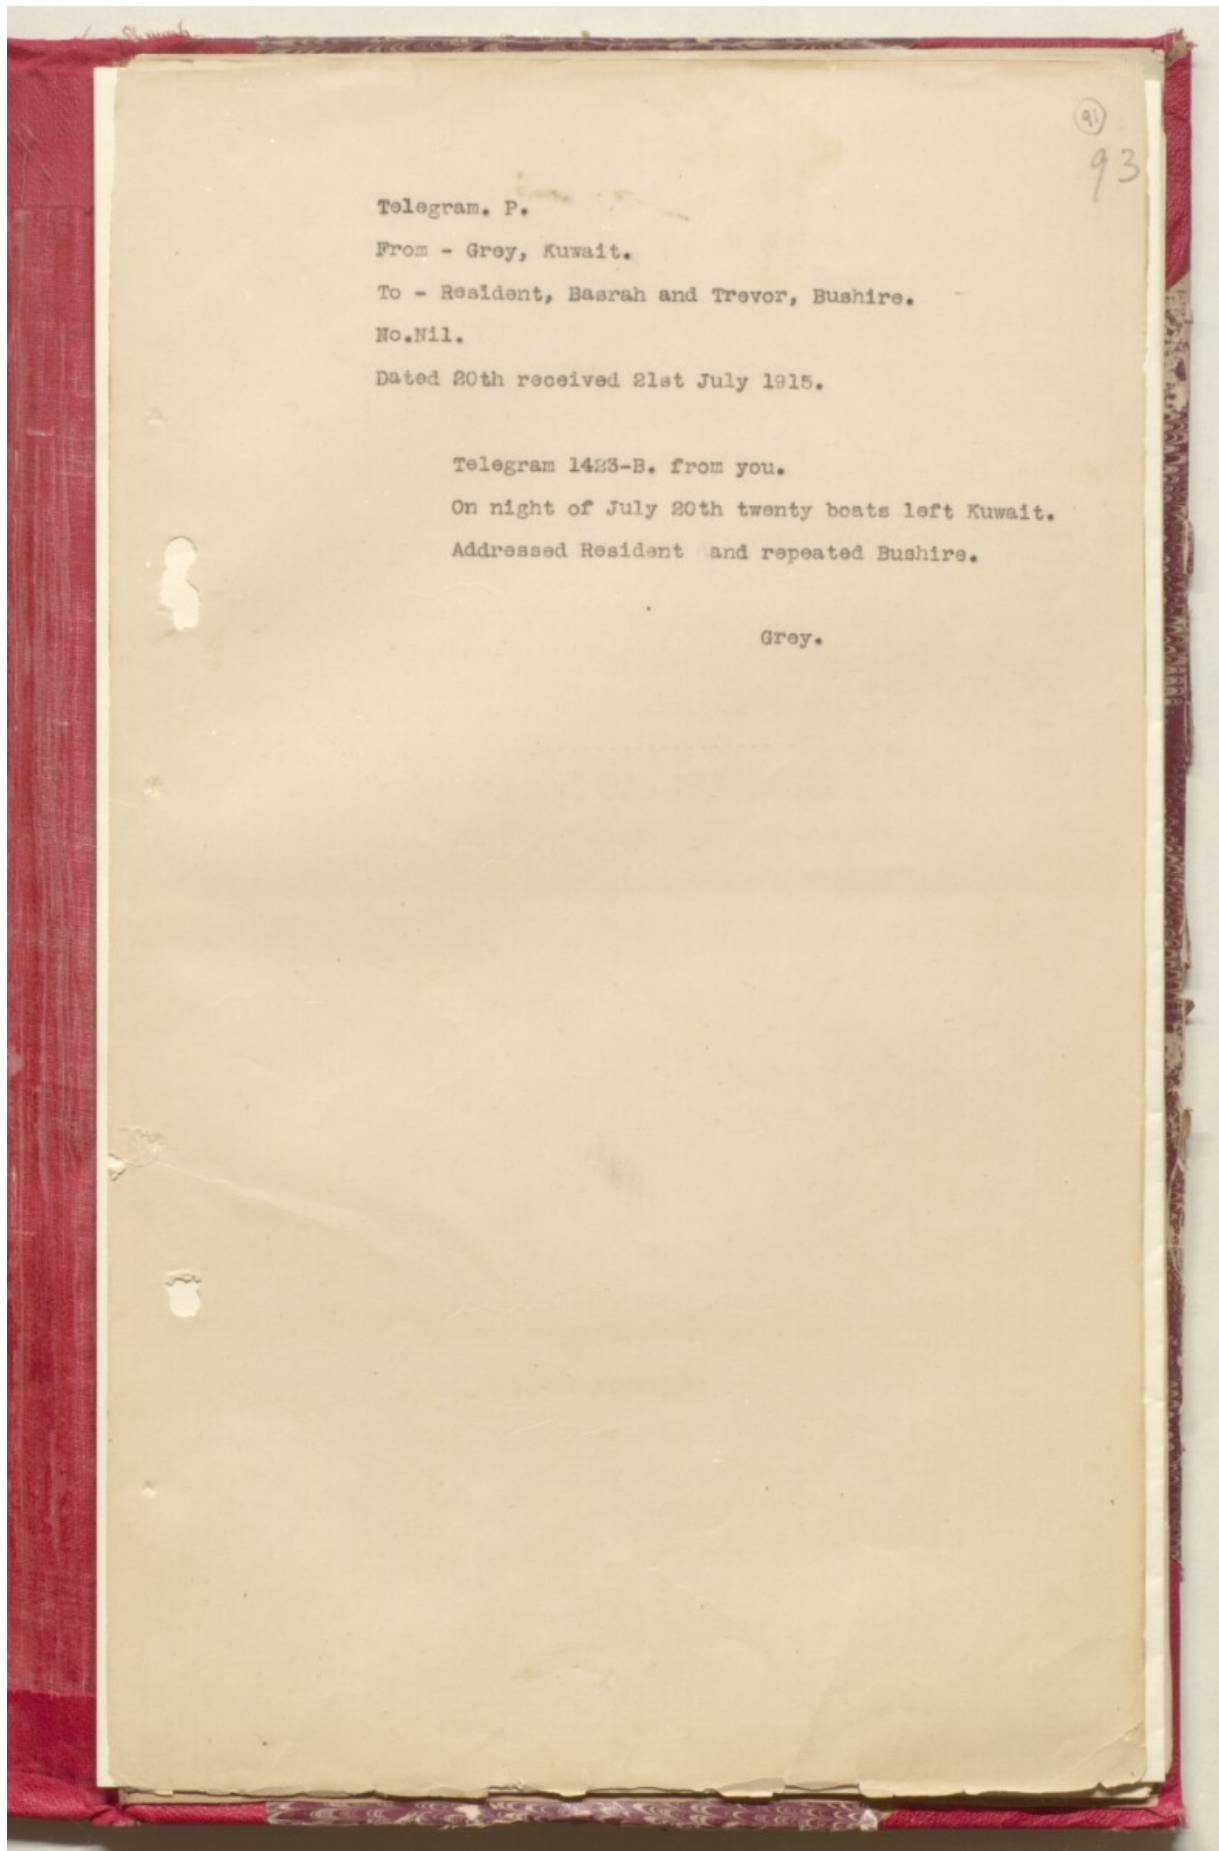 91
93
Telegram. P.
From - Grey, Kuwait.
To - Resident, Basrah and Trevor, Bushire.
No.Nil.
Dated 20th received 21st July 1915.
Telegram 1423-B. from you.
On night of July 20th twenty boats left Kuwait.
Addressed Resident and repeated Bushire.
Grey.